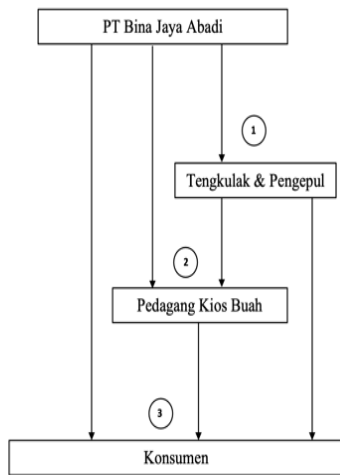 PT Bina Jaya Abadi
1
Tengkulak & Pengepul
2
Pedagang Kios Buah
3
Konsumen